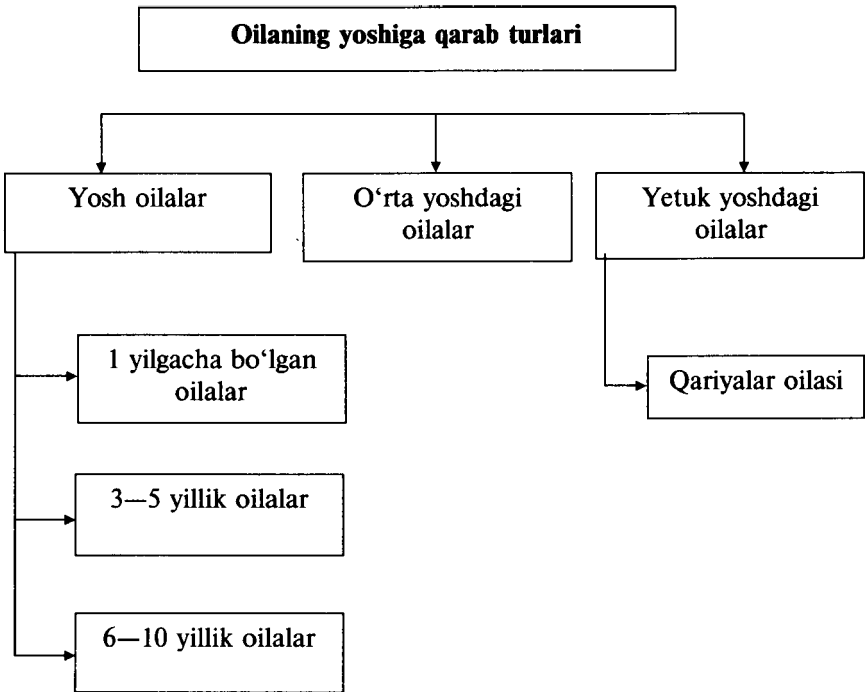 Oilaning yoshiga qarab turlari
Yosh oilalar
O‘rta yoshdagi
oilalar
Yetuk yoshdagi
oilalar
1 yilgacha bo‘lgan
oilalar
Qariyalar oilasi
3—5 yillik oilalar
6—10 yillik oilalar